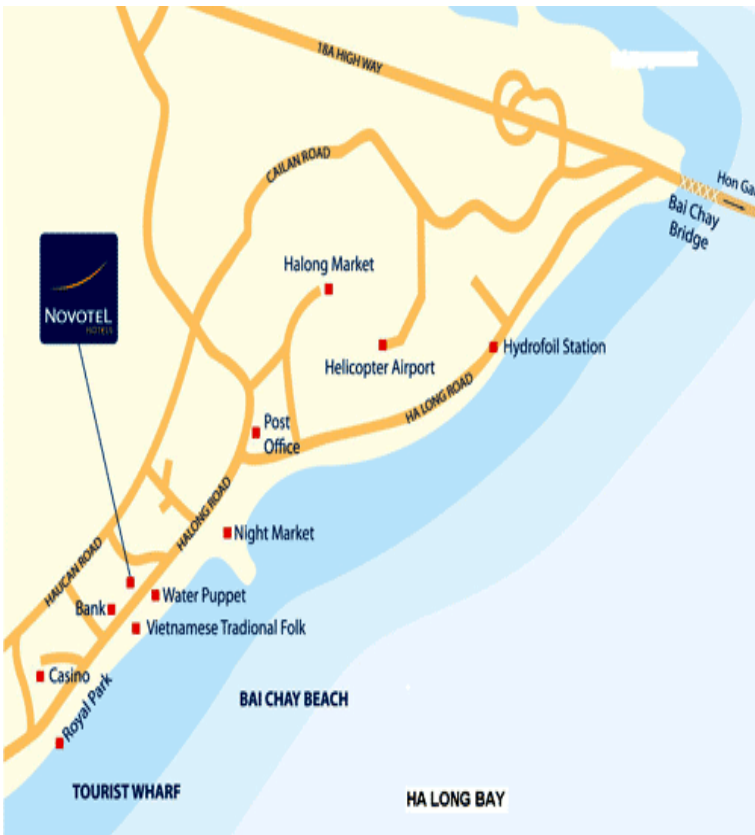 18A HIGH WAY
CAILAN ROAD
Hon Ga
Bai Chay
Bridge
Halong Market
NOVOTEL
HOTELS
Helicopter Airport
Hydrofoil Station
HA LONG ROAD
Post
Office
HALONG ROAD
Night Market
HAUCAN ROAD
Water Puppet
Bank
Vietnamese Tradional Folk
Casino
Royal Park
BAI CHAY BEACH
TOURIST WHARF
HA LONG BAY